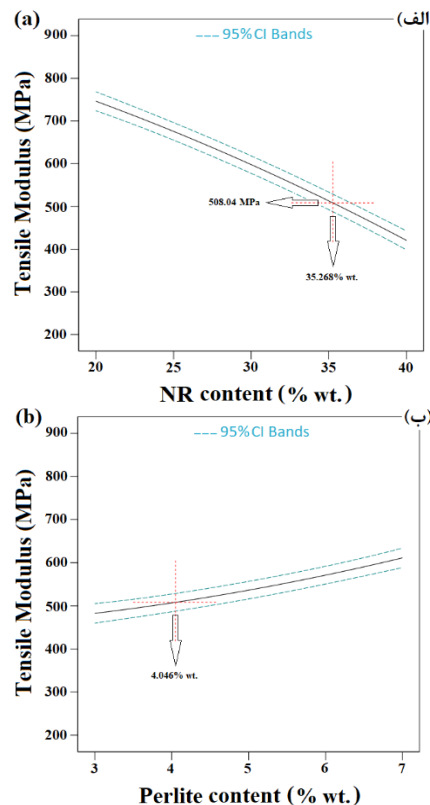 (a)
(الف)
--- 95%CI Bands
900
800
700
600
500
400
300
200
Tensile Modulus (MPa)
508.04 MPa
35.268% wt.
20 25 30 35 40
NR content (% wt.)
(b)
(ب)
--- 95%CI Bands
900
800
700
600
500
400
300
200
Tensile Modulus (MPa)
4.046% wt.
3 4 5 6 7
Perlite content (% wt.)